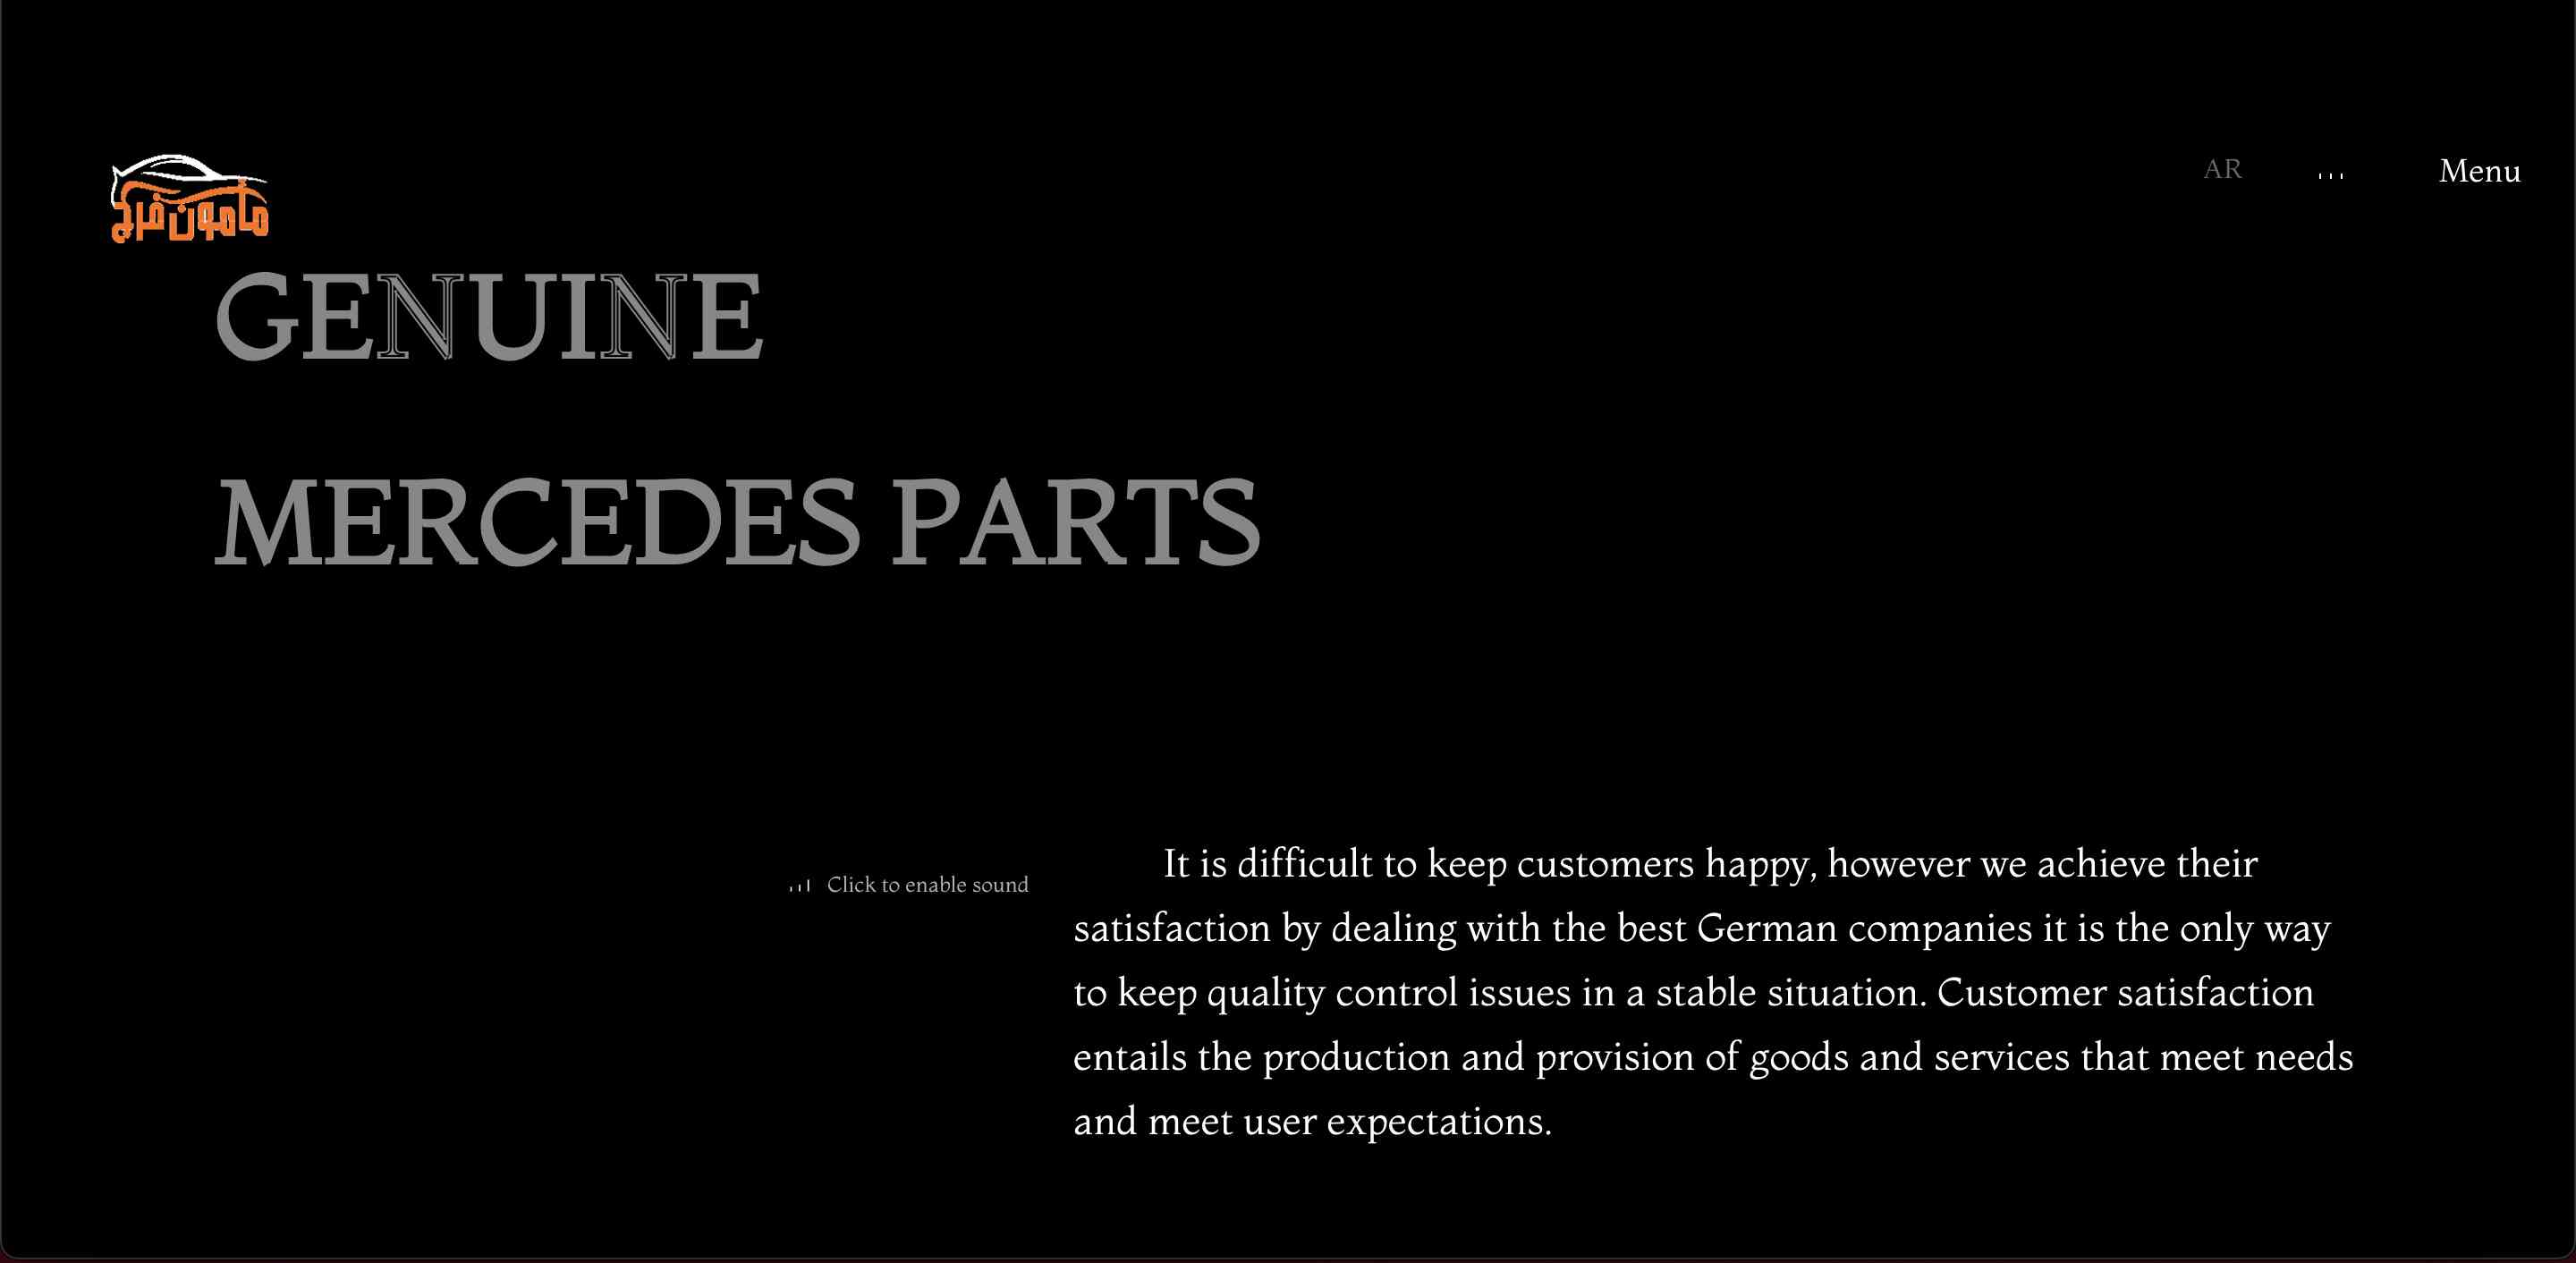 مأمون فرج
AR
Menu
GENUINE
MERCEDES PARTS
Click to enable sound
It is difficult to keep customers happy, however we achieve their
satisfaction by dealing with the best German companies it is the only way
to keep quality control issues in a stable situation. Customer satisfaction
entails the production and provision of goods and services that meet needs
and meet user expectations.